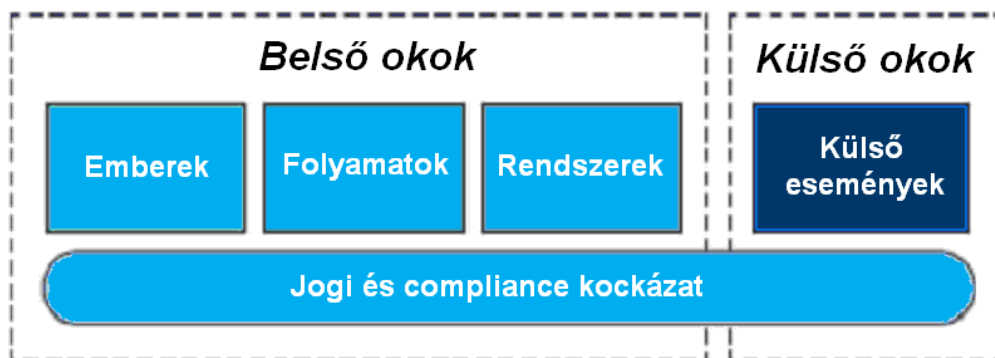 Belső okok
Külső okok
Emberek
Folyamatok
Rendszerek
Külső
események
Jogi és compliance kockázat